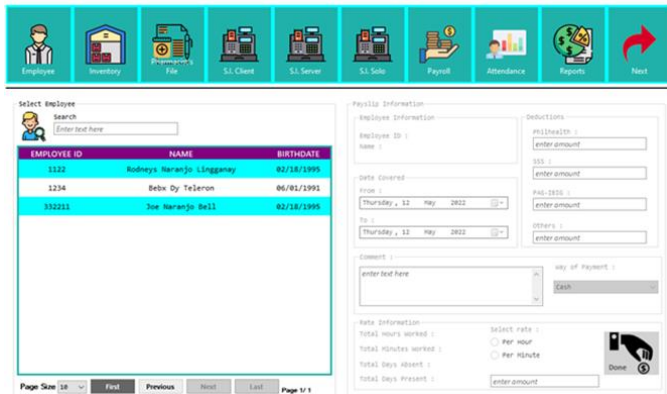 Employee Inventory Pharmacist's File S.I. Client S.I. Server S.I. Solo Payroll Attendance Reports Next
Select Employee
Search
Enter text here
EMPLOYEE ID NAME BIRTHDATE
1122 Rodneys Naranjo Lingganay 02/18/1995
1234 Bebx Dy Teleron 06/01/1991
332211 Joe Naranjo Bell 02/18/1995
Page Size 10 First Previous Next Last Page 1/ 1
Payslip Information
Employee Information
Employee ID :
Name :
Date Covered
From :
Thursday , 12 May 2022
To :
Thursday , 12 May 2022
Deductions
Philhealth :
enter amount
SSS :
enter amount
PAG-IBIG :
enter amount
Others :
enter amount
Comment :
enter text here
way of Payment :
Cash
Rate Information
Total Hours Worked :
Total Minutes Worked :
Total Days Absent :
Total Days Present :
Select rate :
Per Hour
Per Minute
enter amount
Done